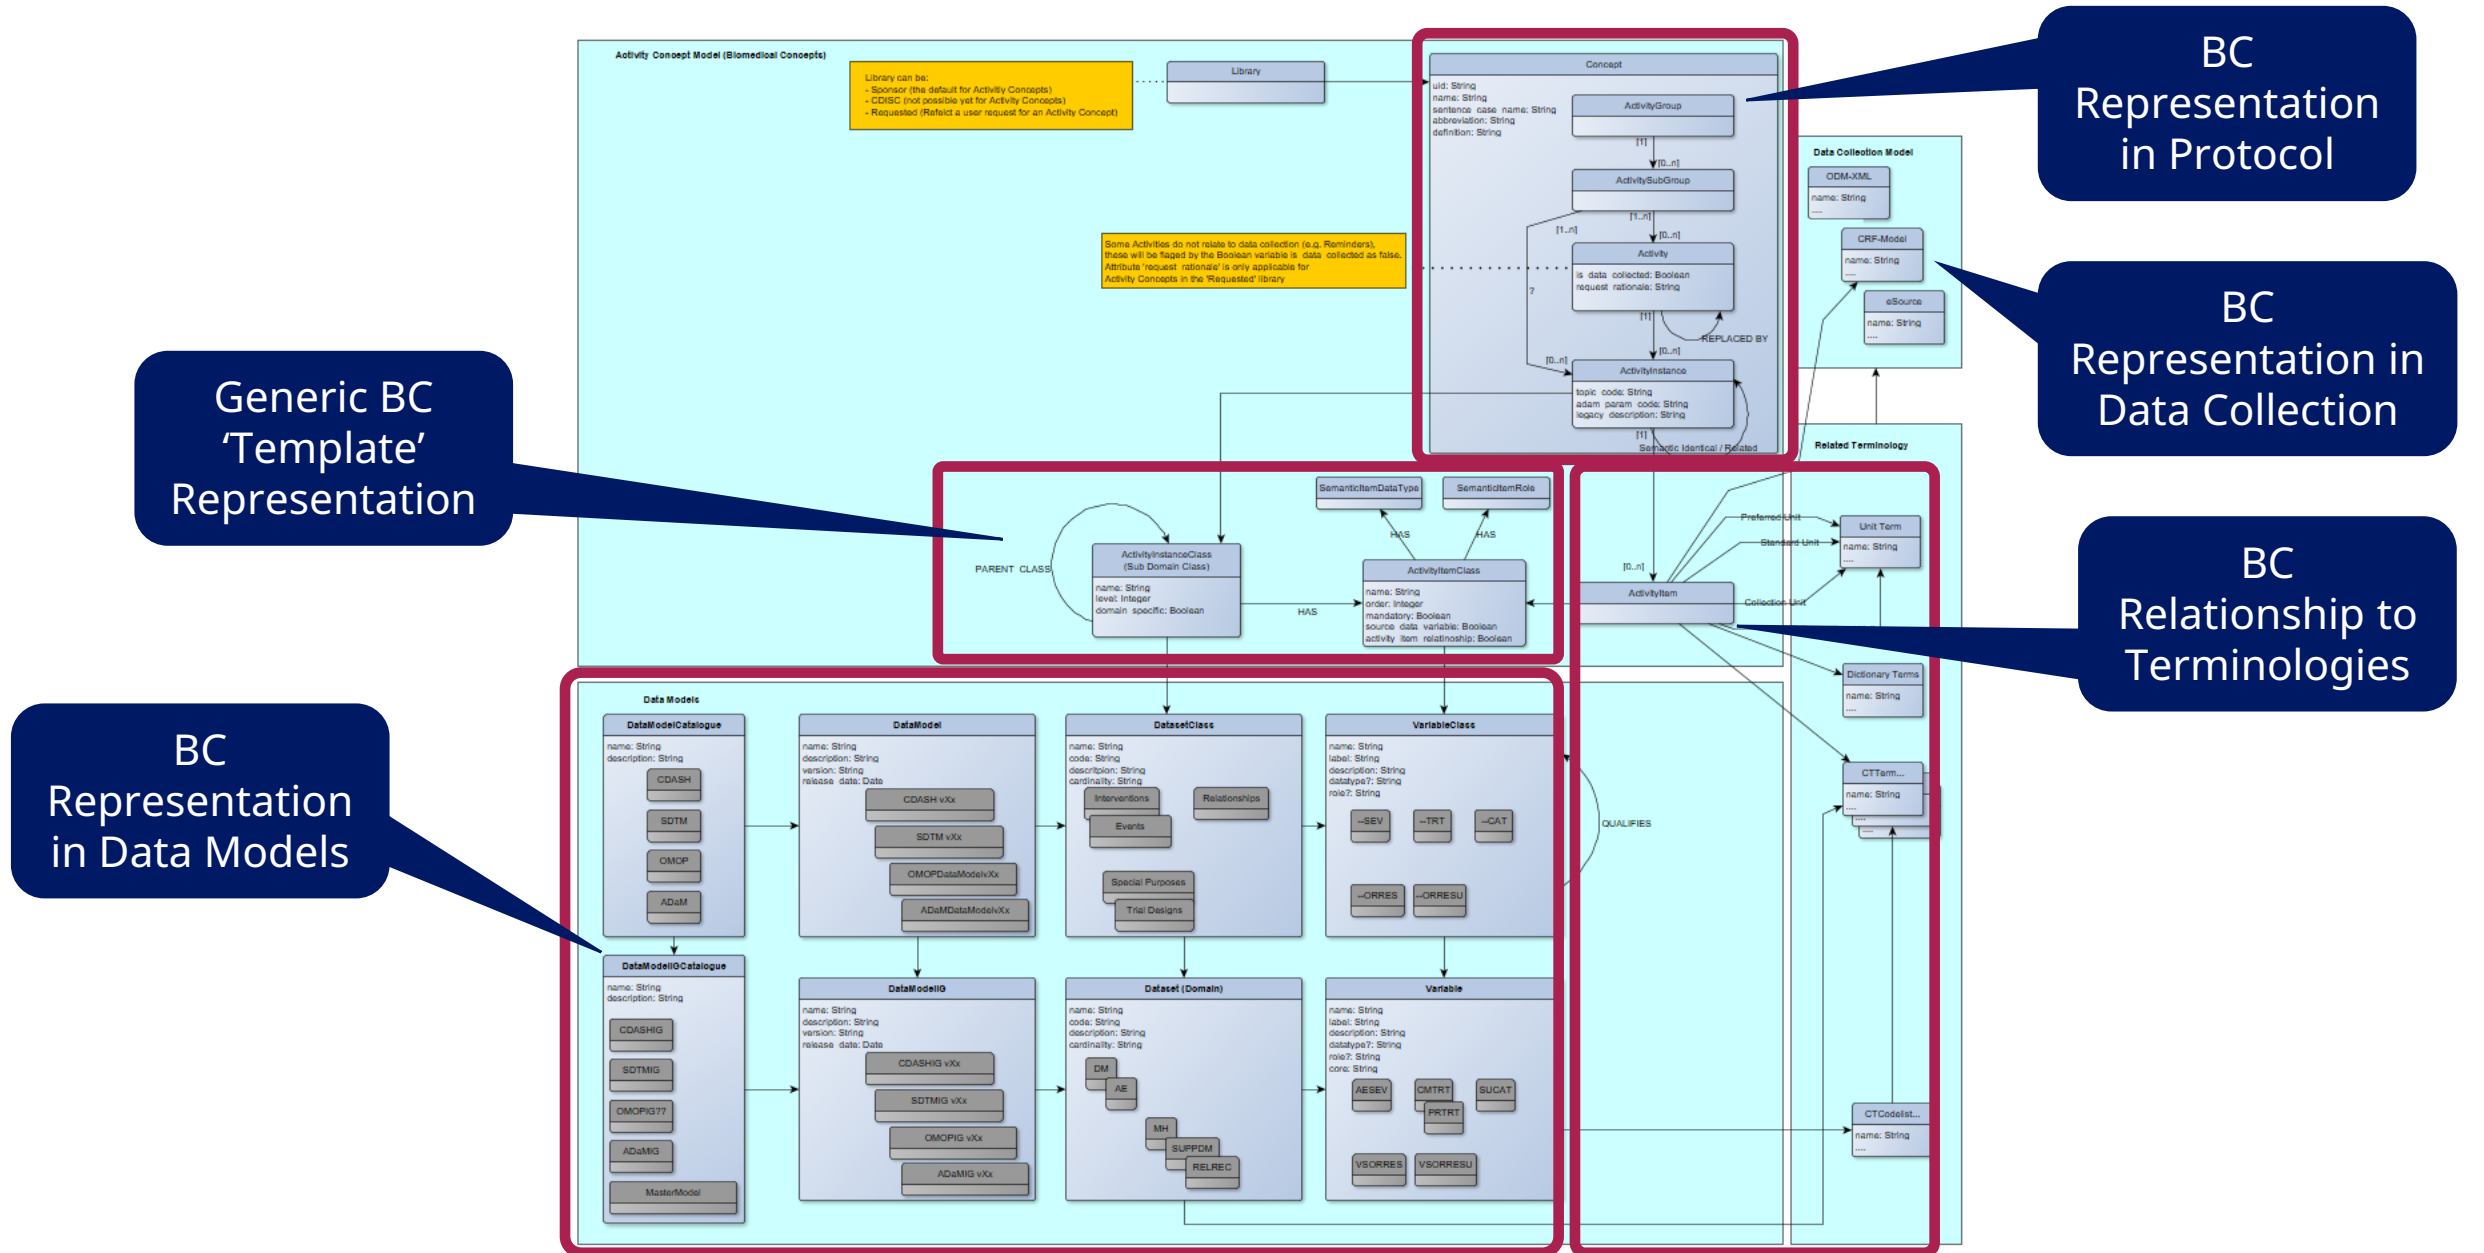 Activity Concept Model (Biomedical Concepts)
Library can be:
- Sponsor (the default for Activitiy Concepts)
- CDISC (not possible yet for Activity Concepts)
- Requested (Refelct a user request for an Activity Concept)
Library
Concept
uid: String
name: String
sentence case name: String
abbreviation: String
definition: String
ActivityGroup
[1]
[0..n]
ActivitySubGroup
[1..n]
[1..n]
[0..n]
Some Activities do not relate to data collection (e.g. Reminders),
these will be flaged by the Boolean variable is data collected as false.
Attribute 'request rationale' is only applicable for
Activity Concepts in the 'Requested' library
Activity
is data collected: Boolean
request rationale: String
?
[1]
REPLACED BY
[0..n]
[0..n]
ActivityInstance
topic code: String
adam param code: String
legacy description: String
[1]
Semantic Identical / Related
BC
Representation
in Protocol
Data Collection Model
ODM-XML
name: String
....
CRF-Model
name: String
....
eSource
name: String
....
BC
Representation in
Data Collection
Generic BC
‘Template’
Representation
SemanticItemDataType
SemanticItemRole
HAS
HAS
PARENT CLASS
ActivityInstanceClass
(Sub Domain Class)
name: String
level: Integer
domain specific: Boolean
HAS
ActivityItemClass
name: String
order: Integer
mandatory: Boolean
source data variable: Boolean
activity item relatinoship: Boolean
[0..n]
ActivityItem
Related Terminology
Preferred Unit
Standard Unit
Collection Unit
Unit Term
name: String
....
Dictionary Terms
name: String
....
CTTerm...
name: String
....
....
....
CTCodelist...
name: String
....
BC
Relationship to
Terminologies
BC
Representation
in Data Models
Data Models
DataModelCatalogue
name: String
description: String
CDASH
SDTM
OMOP
ADaM
DataModel
name: String
description: String
version: String
release date: Date
CDASH vXx
SDTM vXx
OMOPDataModelvXx
ADaMDataModelvXx
DatasetClass
name: String
code: String
descritpion: String
cardinality: String
Interventions
Relationships
Events
Special Purposes
Trial Designs
VariableClass
name: String
label: String
description: String
datatype?: String
role?: String
--SEV
--TRT
--CAT
--ORRES
--ORRESU
QUALIFIES
DataModelIGCatalogue
name: String
description: String
CDASHIG
SDTMIG
OMOPIG??
ADaMIG
MasterModel
DataModelIG
name: String
description: String
version: String
release date: Date
CDASHIG vXx
SDTMIG vXx
OMOPIG vXx
ADaMIG vXx
Dataset (Domain)
name: String
code: String
description: String
cardinality: String
DM
AE
MH
SUPPDM
RELREC
Variable
name: String
label: String
description: String
datatype?: String
role?: String
core: String
AESEV
CMTRT
SUCAT
PRTRT
VSORRES
VSORRESU